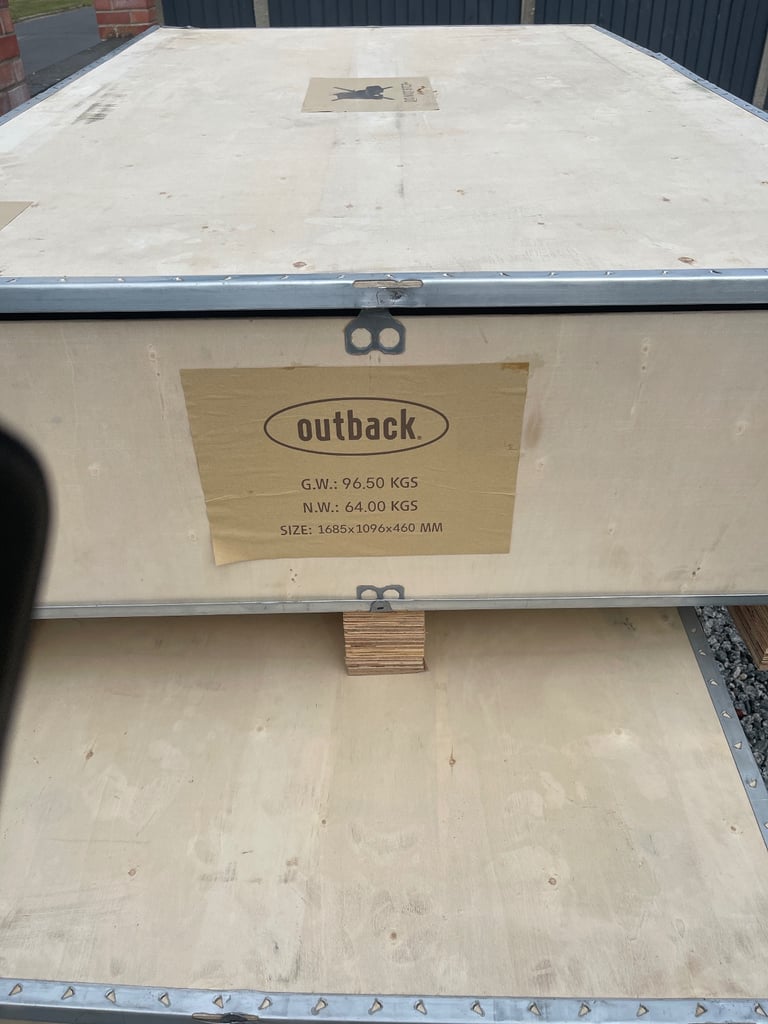 outback®
G.W.: 96.50 KGS
N.W.: 64.00 KGS
SIZE: 1685x1096x460 MM